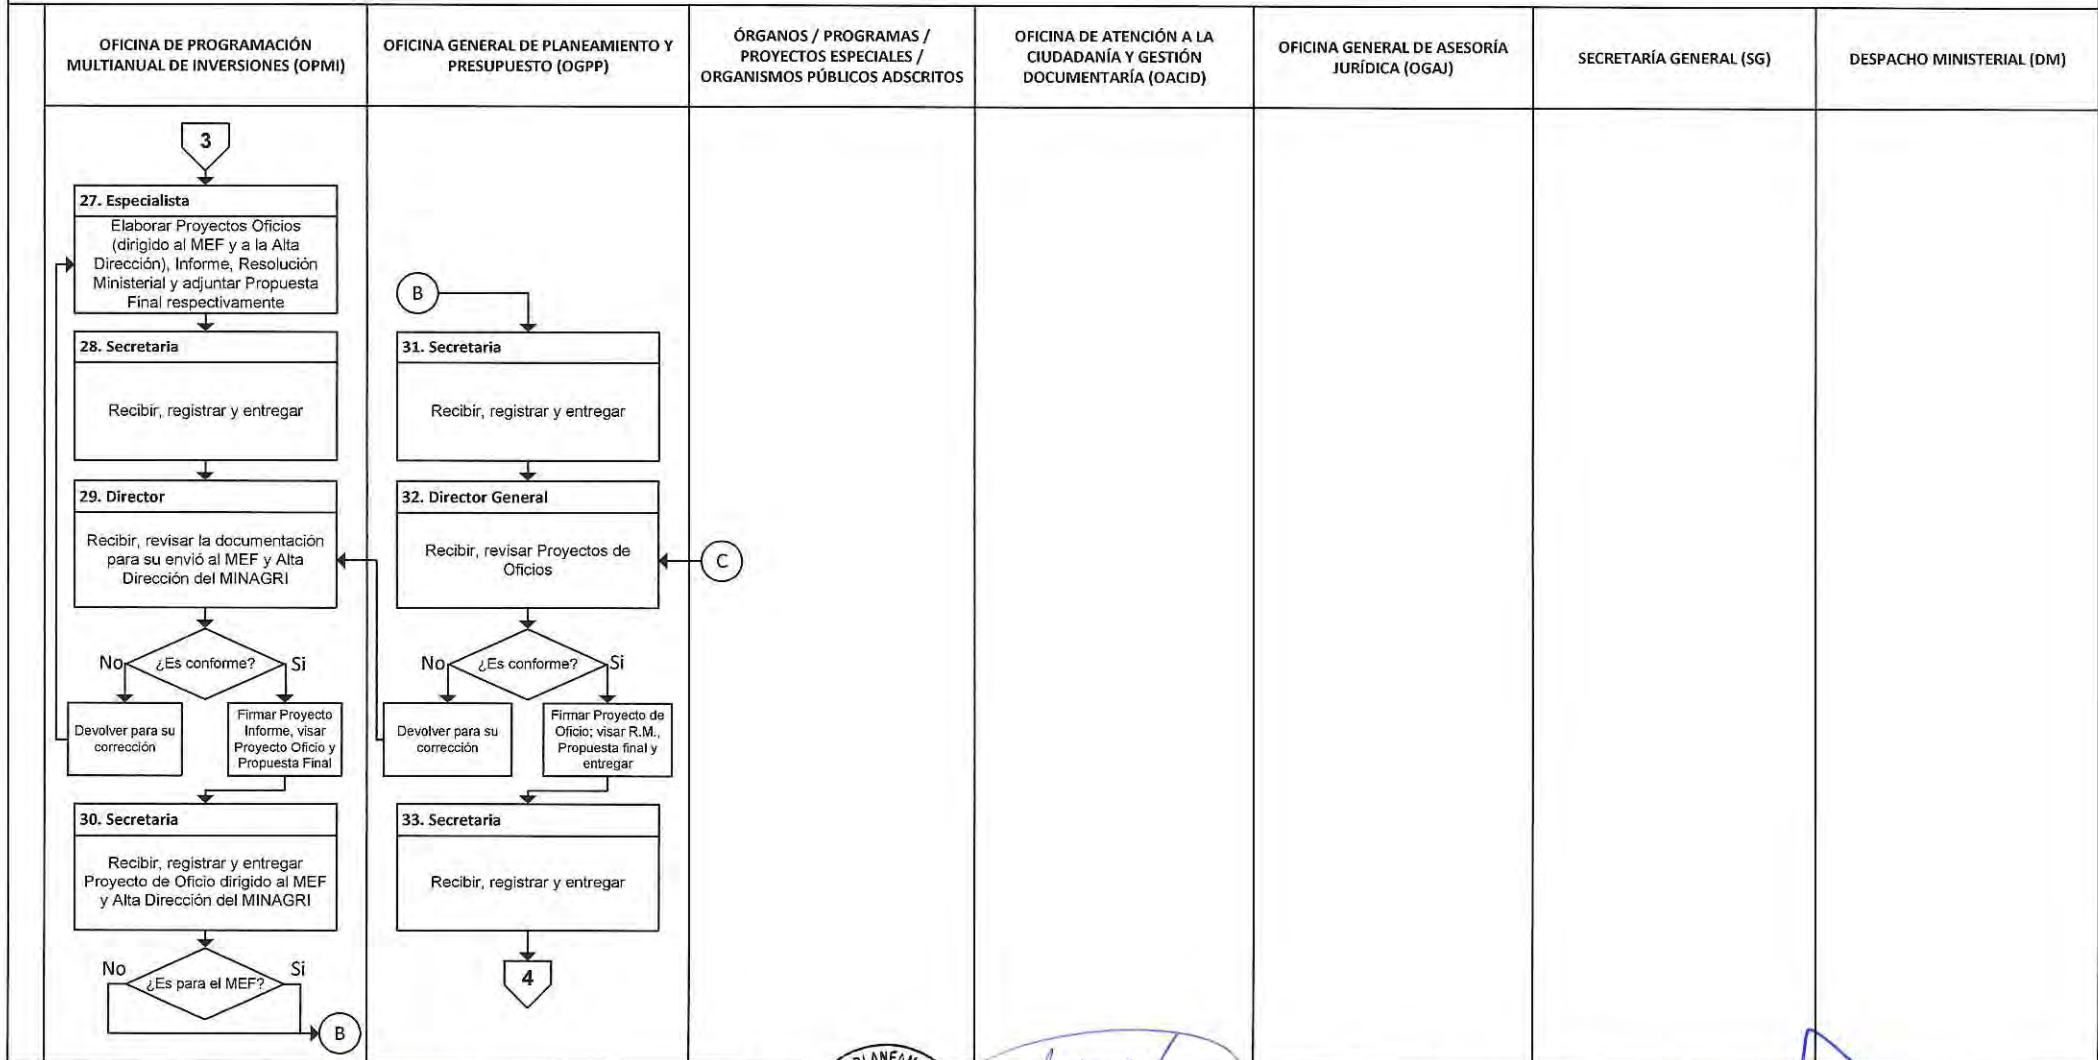 OFICINA DE PROGRAMACIÓN
MULTIANUAL DE INVERSIONES (OPMI)
OFICINA GENERAL DE PLANEAMIENTO Y
PRESUPUESTO (OGPP)
ÓRGANOS / PROGRAMAS /
PROYECTOS ESPECIALES /
ORGANISMOS PÚBLICOS ADSCRITOS
OFICINA DE ATENCIÓN A LA
CIUDADANÍA Y GESTIÓN
DOCUMENTARÍA (OACID)
OFICINA GENERAL DE ASESORÍA
JURÍDICA (OGAJ)
SECRETARÍA GENERAL (SG)
DESPACHO MINISTERIAL (DM)
3
27. Especialista
Elaborar Proyectos Oficios
(dirigido al MEF y a la Alta
Dirección), Informe, Resolución
Ministerial y adjuntar Propuesta
Final respectivamente
28. Secretaria
Recibir, registrar y entregar
29. Director
Recibir, revisar la documentación
para su envió al MEF y Alta
Dirección del MINAGRI
No
¿Es conforme?
Si
Devolver para su
corrección
Firmar Proyecto
Informe, visar
Proyecto Oficio y
Propuesta Final
30. Secretaria
Recibir, registrar y entregar
Proyecto de Oficio dirigido al MEF
y Alta Dirección del MINAGRI
No
¿Es para el MEF?
Si
B
B
31. Secretaria
Recibir, registrar y entregar
32. Director General
Recibir, revisar Proyectos de
Oficios
C
No
¿Es conforme?
Si
Devolver para su
corrección
Firmar Proyecto de
Oficio; visar R.M.,
Propuesta final y
entregar
33. Secretaria
Recibir, registrar y entregar
4